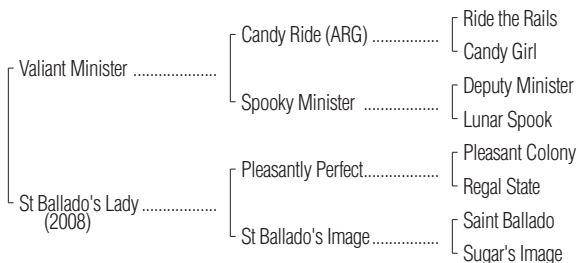 Ride the Rails
Candy Ride (ARG) ................
Candy Girl
Valiant Minister ....................
Deputy Minister
Spooky Minister ..................
Lunar Spook
Pleasant Colony
Pleasantly Perfect..................
Regal State
St Ballado's Lady ..................
(2008)
Saint Ballado
St Ballado's Image................
Sugar's Image